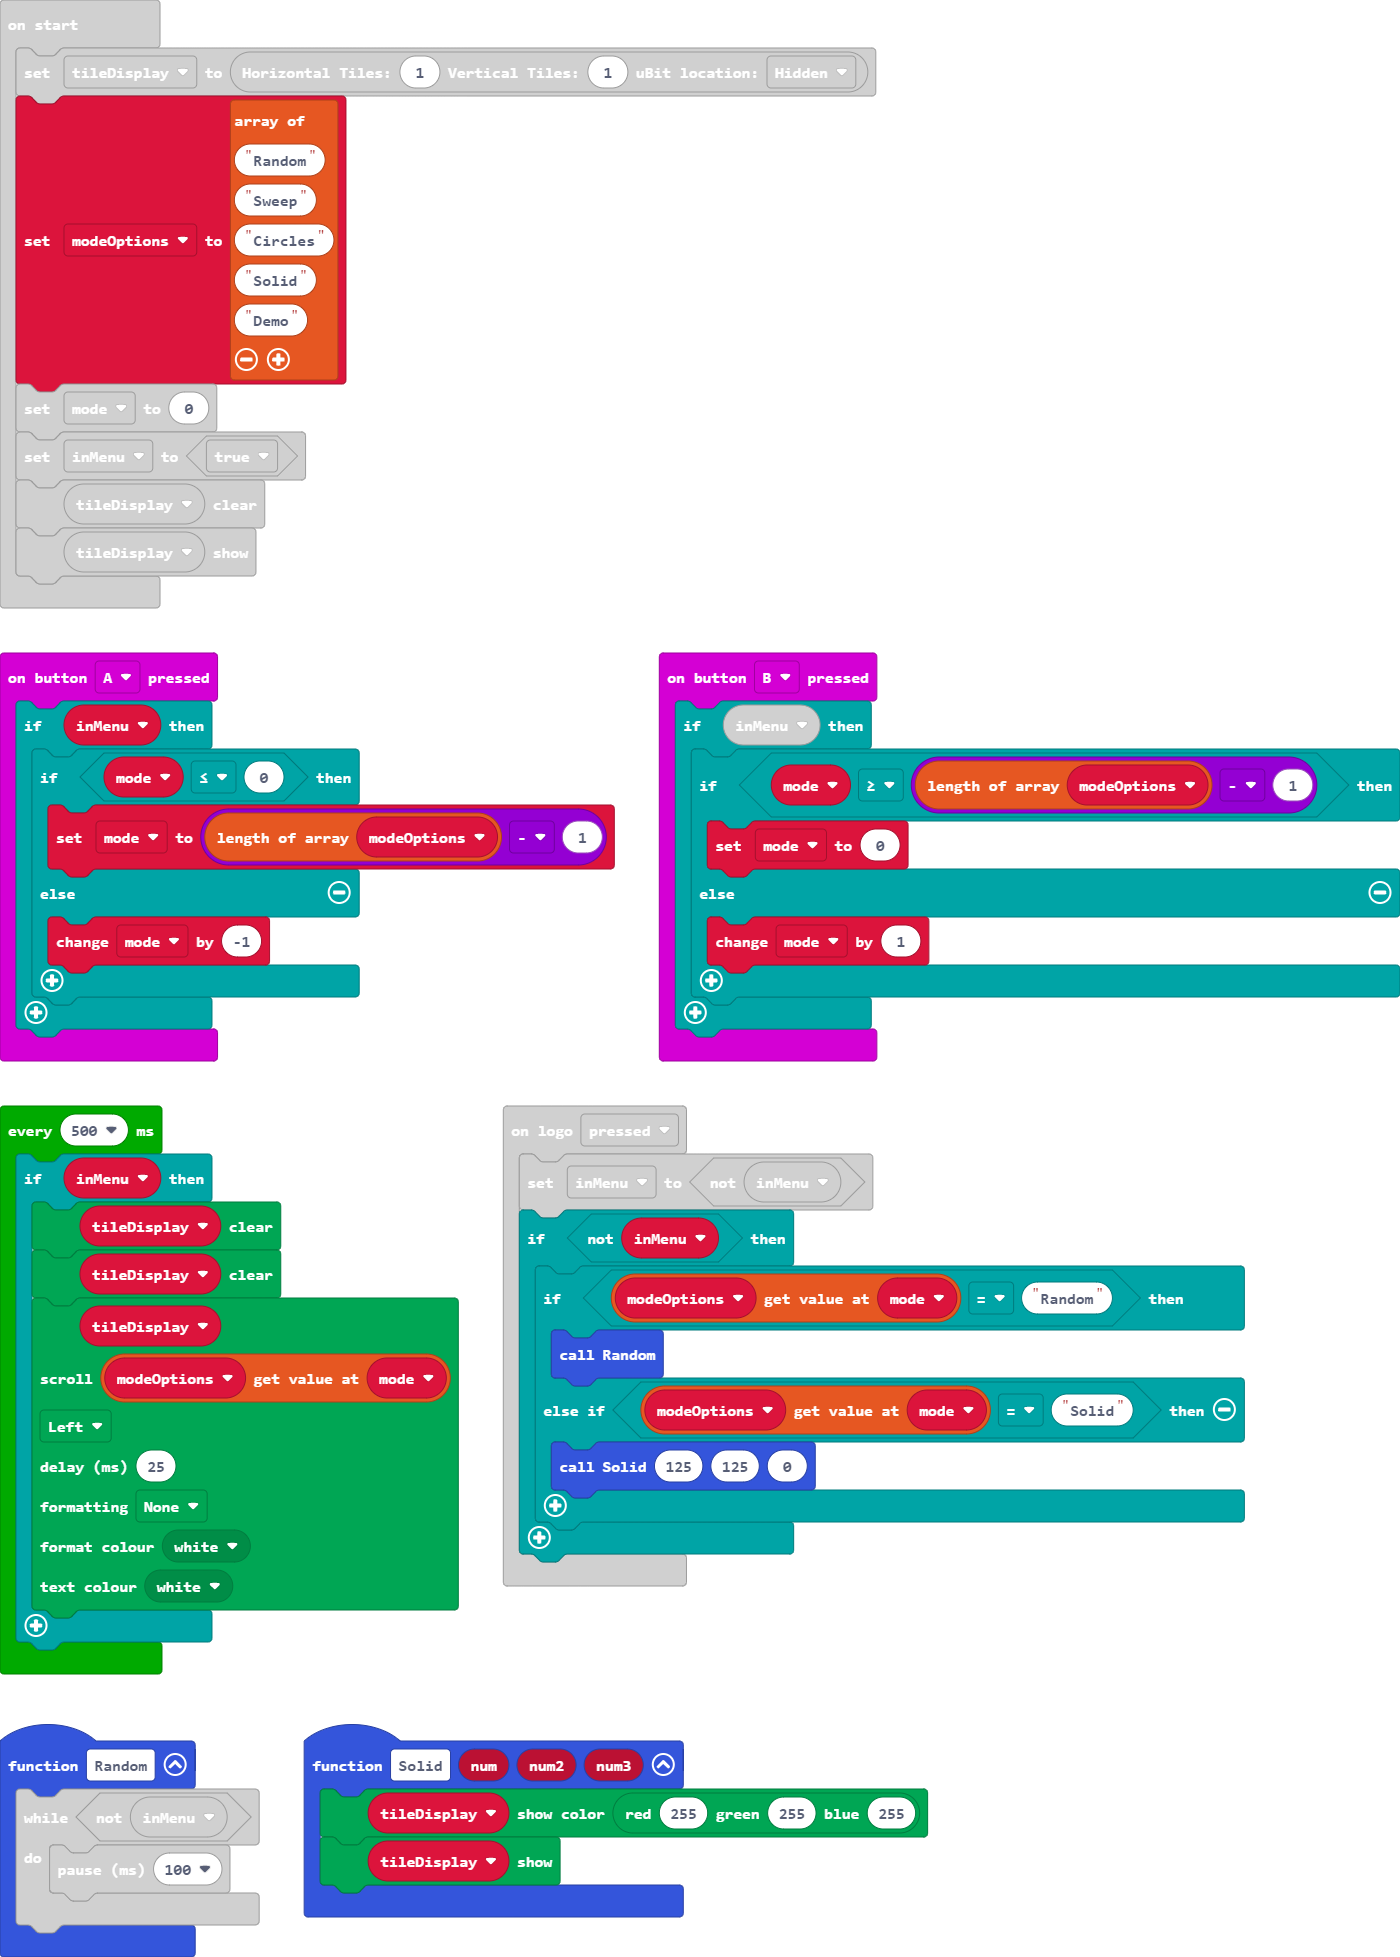 on start
set tileDisplay to Horizontal Tiles: 1 Vertical Tiles: 1 uBit location: Hidden
set modeOptions to array of
"Random"
"Sweep"
"Circles"
"Solid"
"Demo"
set mode to 0
set inMenu to true
tileDisplay clear
tileDisplay show
on button A pressed
if inMenu then
if mode ≤ 0 then
set mode to length of array modeOptions - 1
else
change mode by -1
on button B pressed
if inMenu then
if mode ≥ length of array modeOptions - 1 then
set mode to 0
else
change mode by 1
every 500 ms
if inMenu then
tileDisplay clear
tileDisplay clear
tileDisplay
scroll modeOptions get value at mode
Left
delay (ms) 25
formatting None
format colour white
text colour white
on logo pressed
set inMenu to not inMenu
if not inMenu then
if modeOptions get value at mode = "Random" then
call Random
else if modeOptions get value at mode = "Solid" then
call Solid 125 125 0
function Random
while not inMenu
do pause (ms) 100
function Solid num num2 num3
tileDisplay show color red 255 green 255 blue 255
tileDisplay show